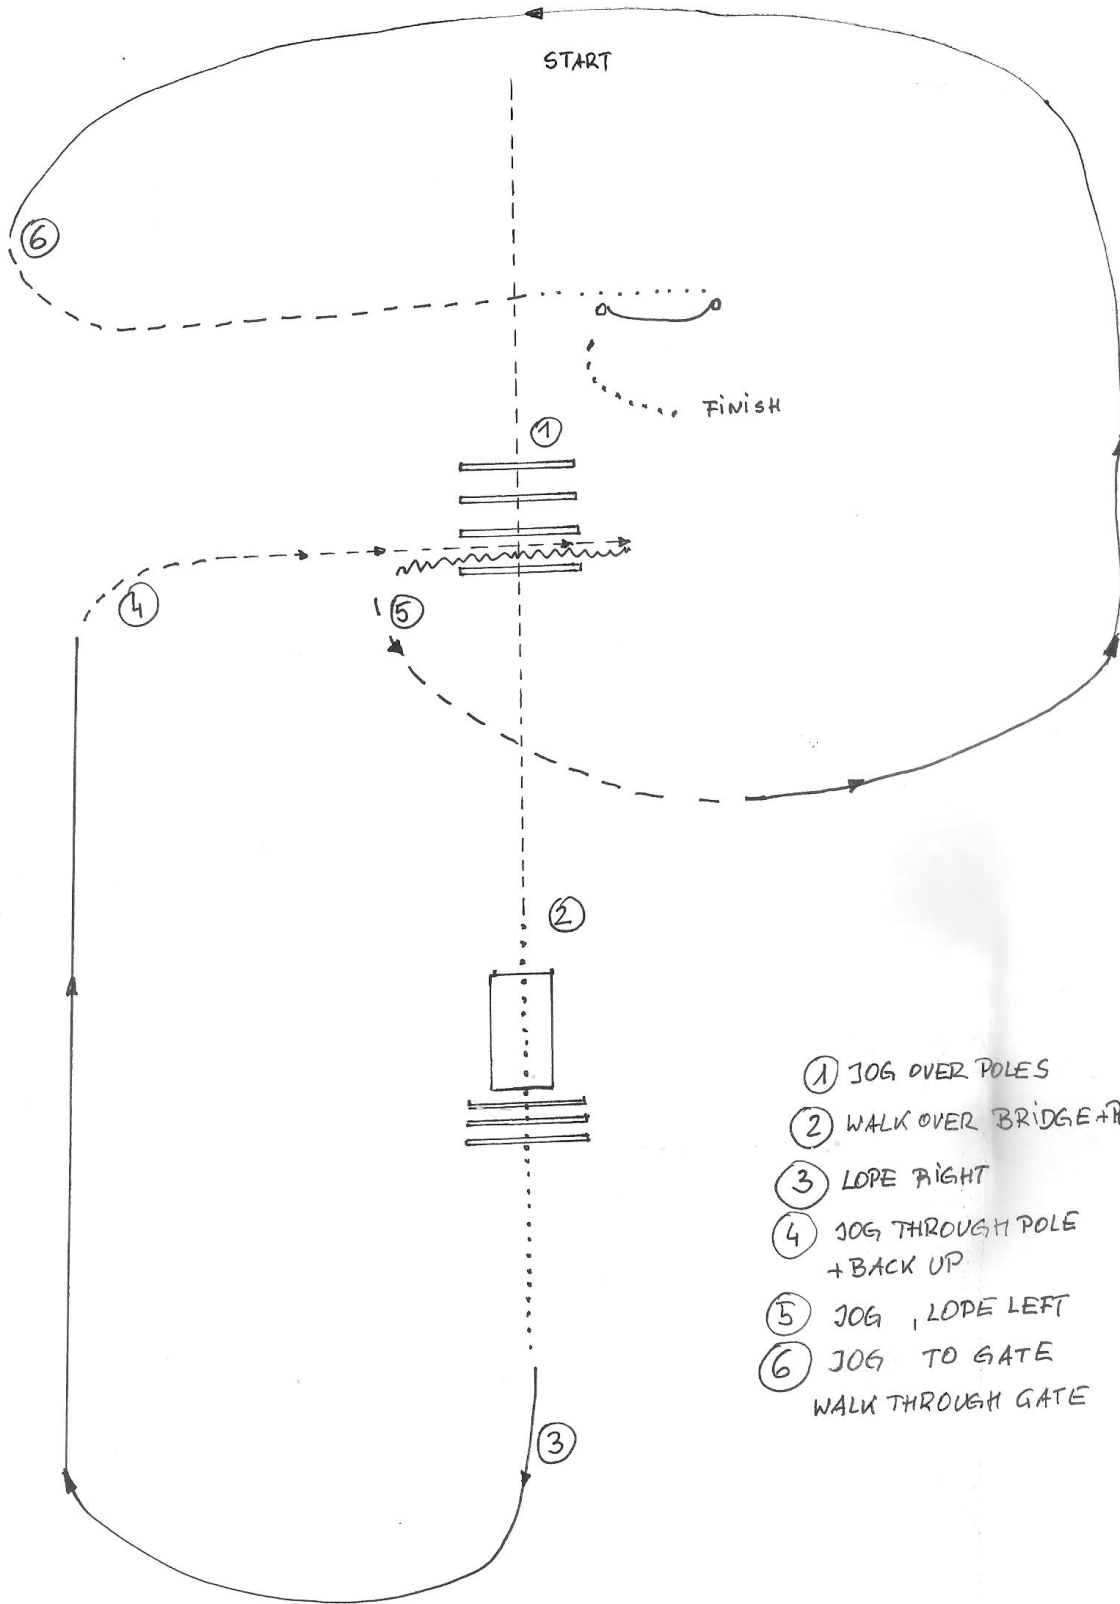 START
6
FINISH
1
4
5
2
3
1 JOG OVER POLES
2 WALK OVER BRIDGE +
3 LOPE RIGHT
4 JOG THROUGH POLE
+ BACK UP
5 JOG , LOPE LEFT
6 JOG TO GATE
WALK THROUGH GATE